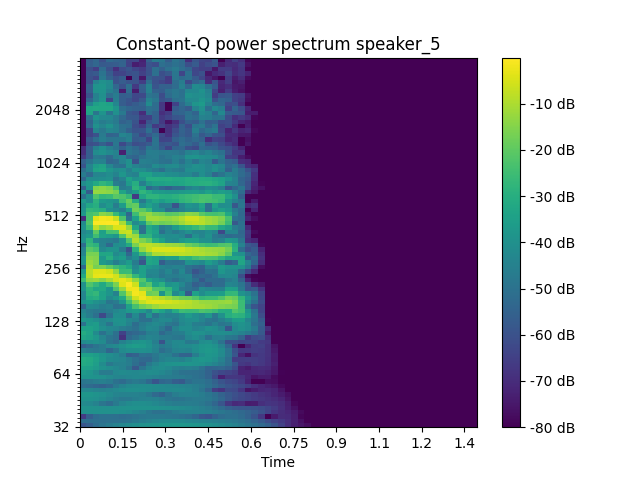 Constant-Q power spectrum speaker_5
Hz
2048
1024
512
256
128
64
32
0 0.15 0.3 0.45 0.6 0.75 0.9 1.1 1.2 1.4
Time
-10 dB
-20 dB
-30 dB
-40 dB
-50 dB
-60 dB
-70 dB
-80 dB